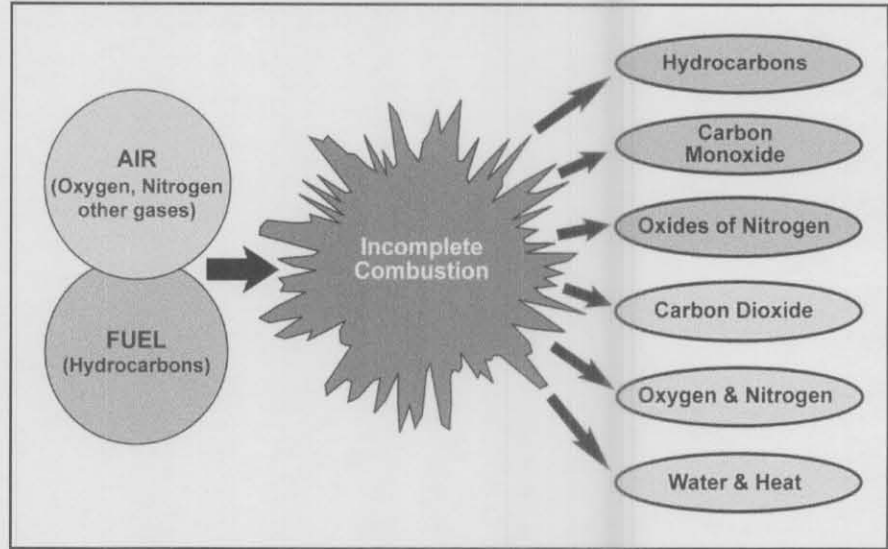 AIR
(Oxygen, Nitrogen
other gases)
FUEL
(Hydrocarbons)
Incomplete
Combustion
Hydrocarbons
Carbon
Monoxide
Oxides of Nitrogen
Carbon Dioxide
Oxygen & Nitrogen
Water & Heat